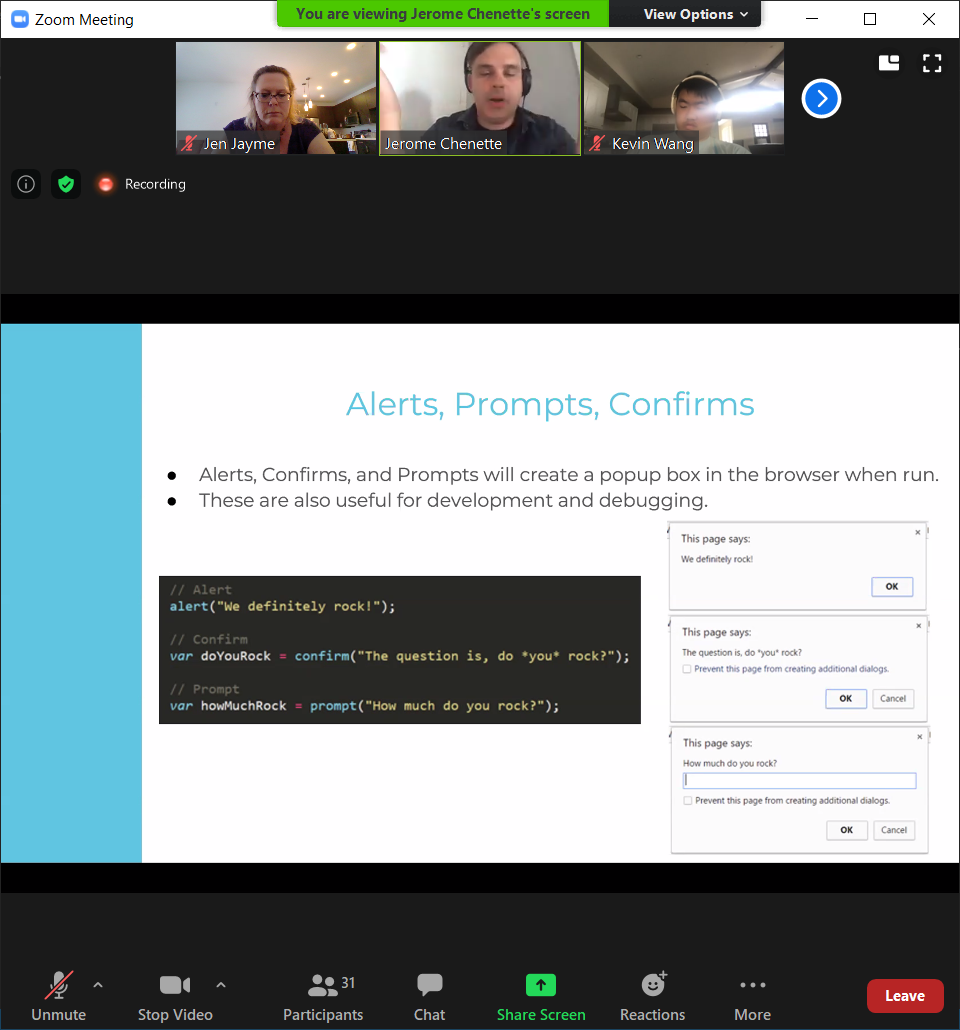 Zoom Meeting
You are viewing Jerome Chenette's screen
View Options
Jen Jayme
Jerome Chenette
Kevin Wang
Recording
Alerts, Prompts, Confirms
● Alerts, Confirms, and Prompts will create a popup box in the browser when run.
● These are also useful for development and debugging.
// Alert
alert("We definitely rock!");
// Confirm
var doYouRock = confirm("The question is, do *you* rock?");
// Prompt
var howMuchRock = prompt("How much do you rock?");
This page says:
We definitely rock!
OK
This page says:
The question is, do *you* rock?
Prevent this page from creating additional dialogs.
OK Cancel
This page says:
How much do you rock?
Prevent this page from creating additional dialogs.
OK Cancel
31
Unmute
Stop Video
Participants
Chat
Share Screen
Reactions
More
Leave